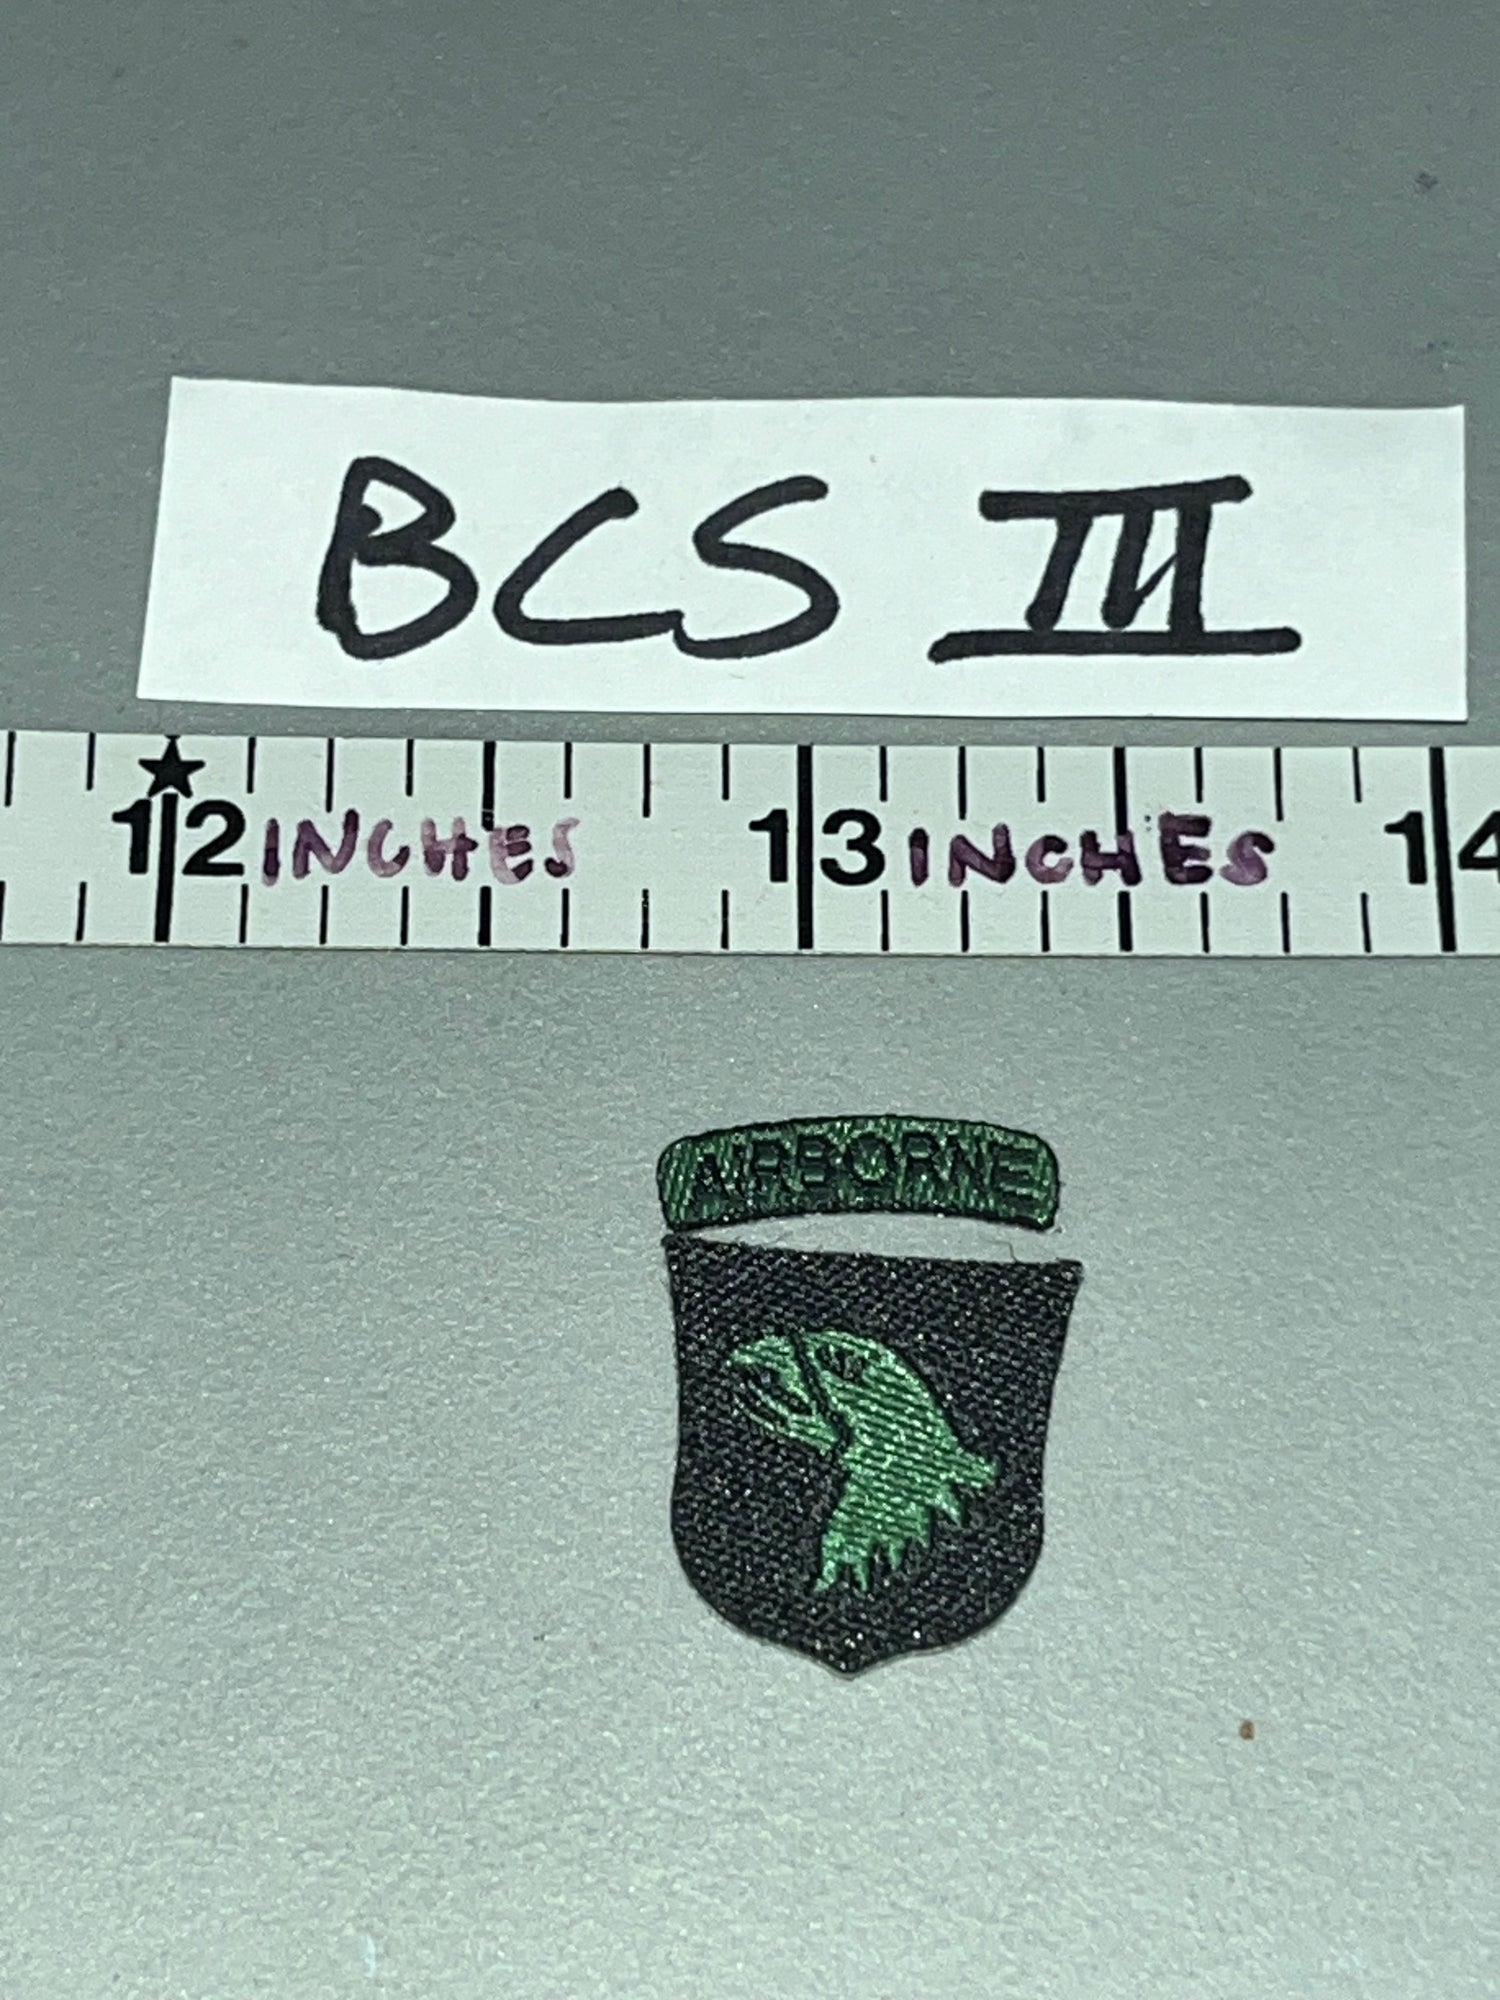 BCS III
12 INCHES 13 INCHES 14
AIRBORNE